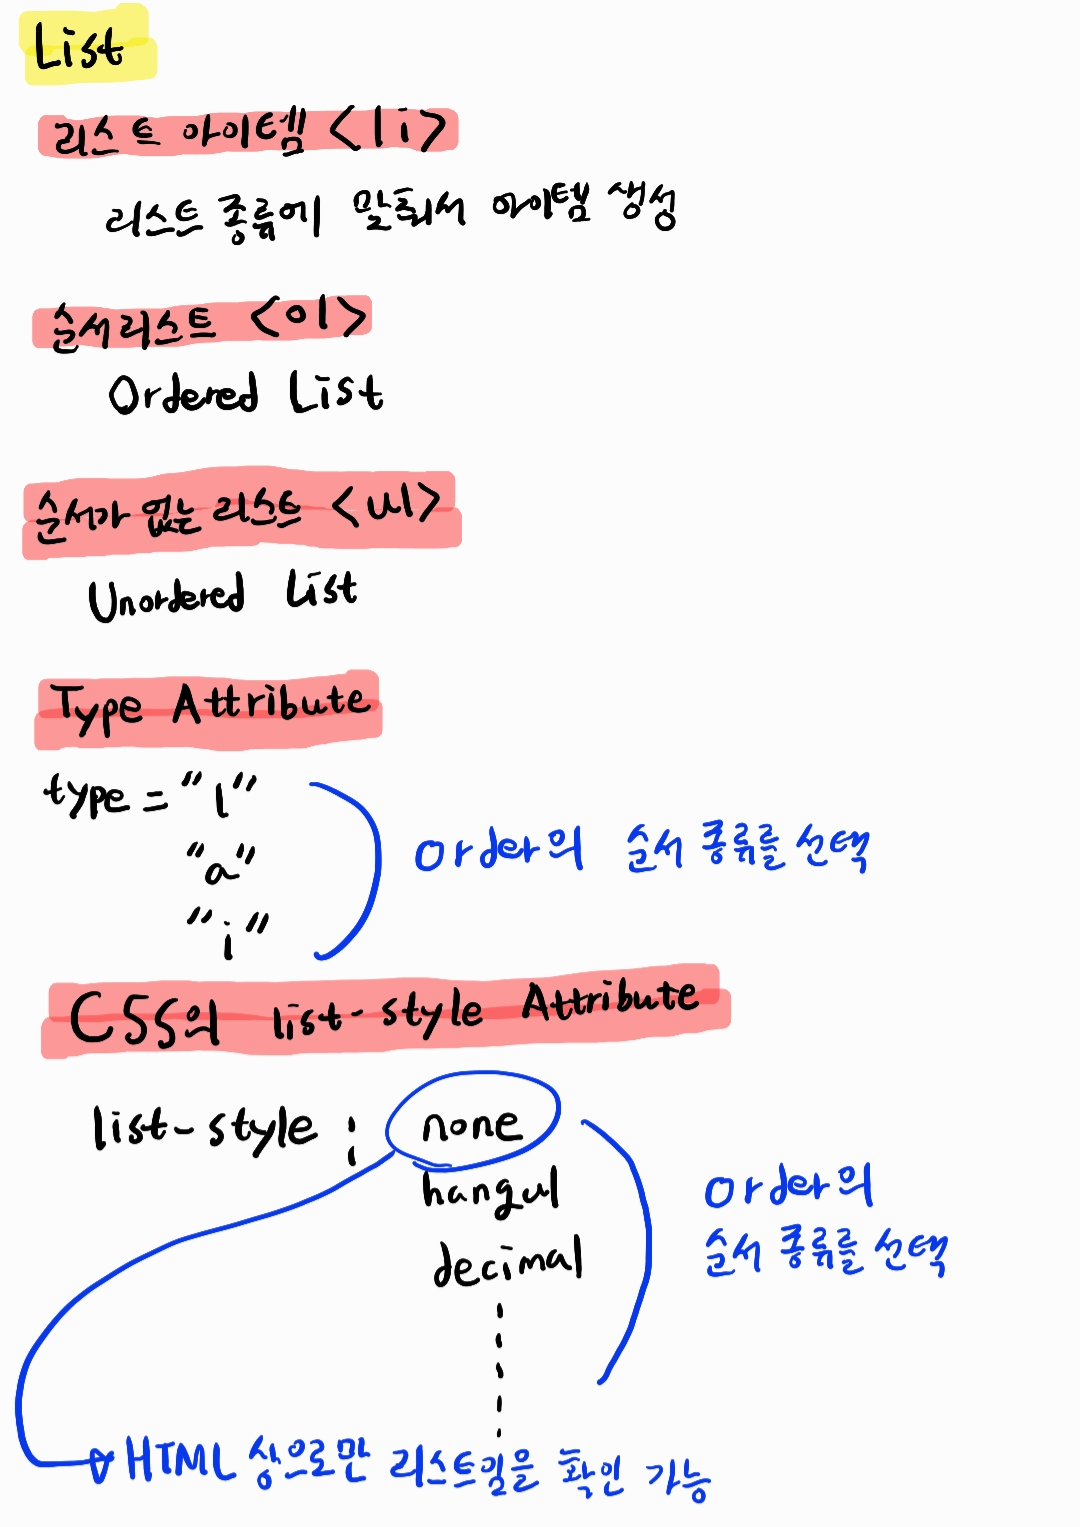 List
리스트 아이템 <li>
리스트 종류에 맞춰서 아이템 생성
순서리스트 <ol>
Ordered List
순서가 없는 리스트 <ul>
Unordered List
Type Attribute
type = "1"
"a"
"i"
order의 순서 종류를 선택
CSS의 list-style Attribute
list-style : none
hangul
decimal
order의
순서 종류를 선택
HTML 상으로만 리스트임을 확인 가능